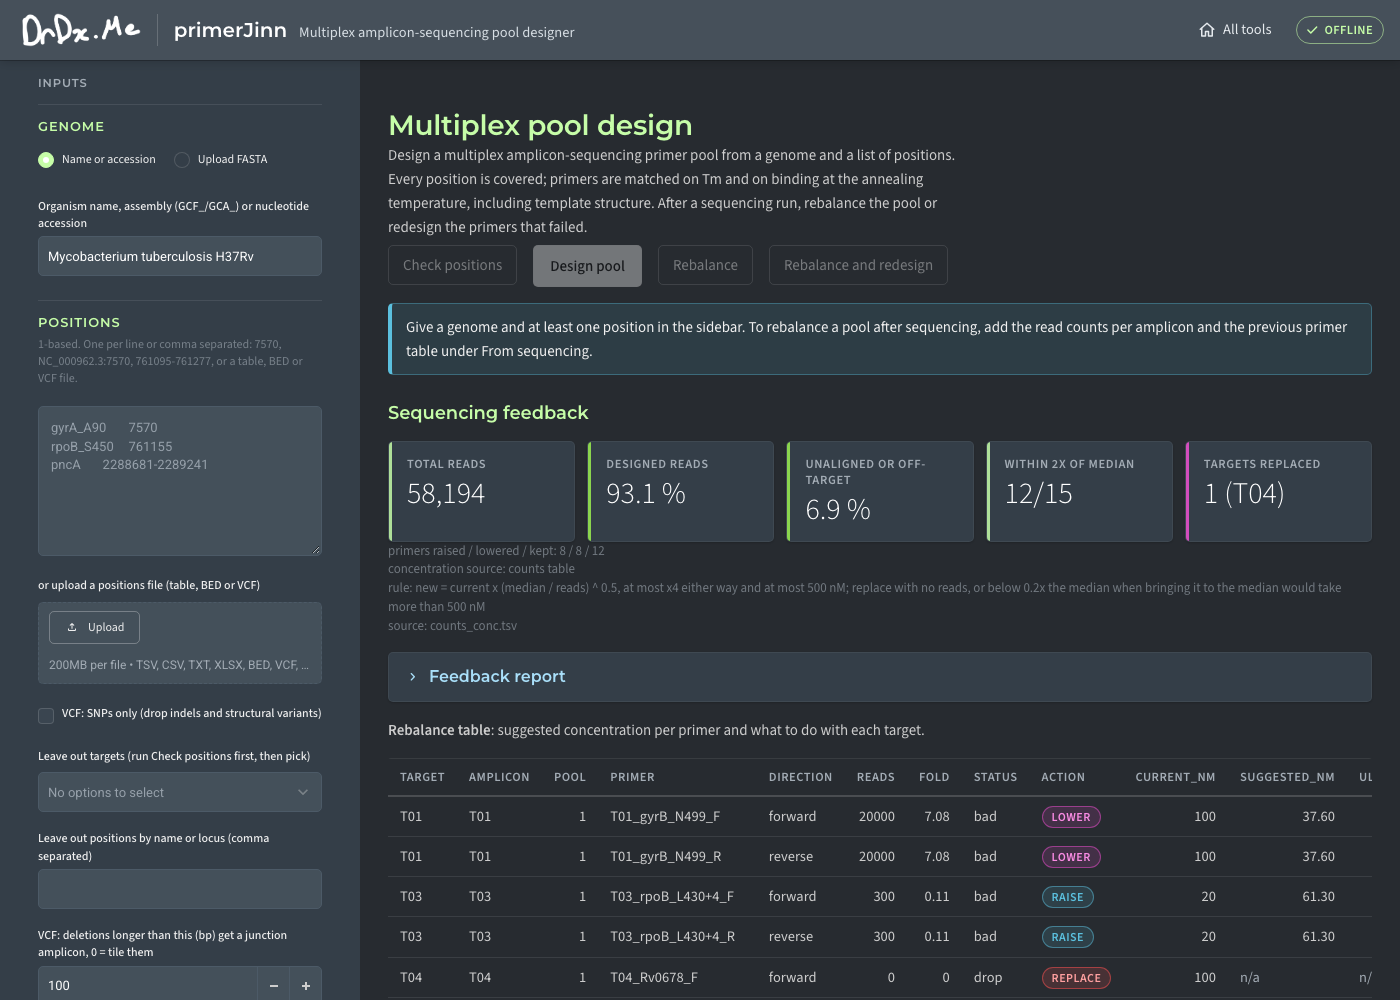 DrDx.Me
primerJinn
Multiplex amplicon-sequencing pool designer
All tools
OFFLINE
INPUTS
GENOME
Name or accession
Upload FASTA
Organism name, assembly (GCF_/GCA_) or nucleotide
accession
Mycobacterium tuberculosis H37Rv
POSITIONS
1-based. One per line or comma separated: 7570,
NC_000962.3:7570, 761095-761277, or a table, BED or
VCF file.
gyrA_A90 7570
rpoB_S450 761155
pncA 2288681-2289241
or upload a positions file (table, BED or VCF)
Upload
200MB per file • TSV, CSV, TXT, XLSX, BED, VCF, ...
VCF: SNPs only (drop indels and structural variants)
Leave out targets (run Check positions first, then pick)
No options to select
Leave out positions by name or locus (comma
separated)
VCF: deletions longer than this (bp) get a junction
amplicon, 0 = tile them
100
Multiplex pool design
Design a multiplex amplicon-sequencing primer pool from a genome and a list of positions.
Every position is covered; primers are matched on Tm and on binding at the annealing
temperature, including template structure. After a sequencing run, rebalance the pool or
redesign the primers that failed.
Check positions
Design pool
Rebalance
Rebalance and redesign
Give a genome and at least one position in the sidebar. To rebalance a pool after sequencing, add the read counts per amplicon and the previous primer
table under From sequencing.
Sequencing feedback
TOTAL READS
58,194
DESIGNED READS
93.1 %
UNALIGNED OR OFF-
TARGET
6.9 %
WITHIN 2X OF MEDIAN
12/15
TARGETS REPLACED
1 (T04)
primers raised / lowered / kept: 8 / 8 / 12
concentration source: counts table
rule: new = current x (median / reads) ^ 0.5, at most x4 either way and at most 500 nM; replace with no reads, or below 0.2x the median when bringing it to the median would take
more than 500 nM
source: counts_conc.tsv
Feedback report
Rebalance table: suggested concentration per primer and what to do with each target.
TARGET AMPLICON POOL PRIMER DIRECTION READS FOLD STATUS ACTION CURRENT_NM SUGGESTED_NM UL
T01 T01 1 T01_gyrB_N499_F forward 20000 7.08 bad LOWER 100 37.60
T01 T01 1 T01_gyrB_N499_R reverse 20000 7.08 bad LOWER 100 37.60
T03 T03 1 T03_rpoB_L430+4_F forward 300 0.11 bad RAISE 20 61.30
T03 T03 1 T03_rpoB_L430+4_R reverse 300 0.11 bad RAISE 20 61.30
T04 T04 1 T04_Rv0678_F forward 0 0 drop REPLACE 100 n/a n/